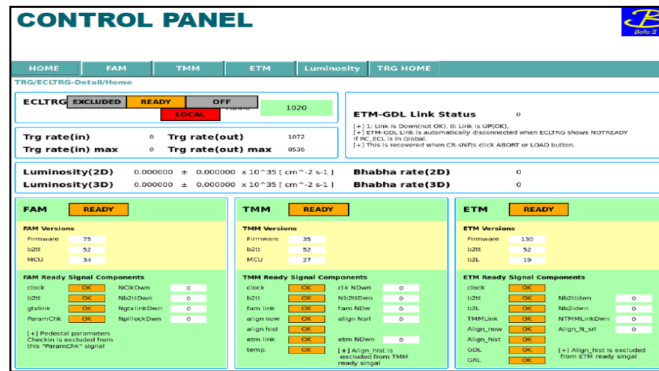 CONTROL PANEL
Belle II
HOME FAM TMM ETM Luminosity TRG HOME
TRG/ECLTRG-Detail/Home
ECLTRG EXCLUDED READY OFF
LOCAL
1020
ETM-GDL Link Status 0
[+] 1: Link is Down(not OK), 0: Link is UP(OK),
[+] ETM-GDL Link is automatically disconnected when ECLTRG shows NOTREADY
if RC_ECL is in Global.
[+] This is recovered when CR-shifts click ABORT or LOAD button.
Trg rate(in) 0 Trg rate(out) 1072
Trg rate(in) max 0 Trg rate(out) max 8536
Luminosity(2D) 0.000000 ± 0.000000 x 10^35 [ cm^-2 s-1 ] Bhabha rate(2D) 0
Luminosity(3D) 0.000000 ± 0.000000 x 10^35 [ cm^-2 s-1 ] Bhabha rate(3D) 0
FAM READY
FAM Versions
Firmware 75
b2tt 52
MCU 34
FAM Ready Signal Components
clock OK NClkDwn 0
b2tt OK Nb2ttDwn 0
gtxlink OK NgtxlinkDwn 0
ParamChk OK NplllockDwn 0
[+] Pedestal parameters
Checkin is excluded from
this "ParamChk" signal
TMM READY
TMM Versions
Firmware 35
b2tt 52
MCU 27
TMM Ready Signal Components
clock OK clk NDwn 0
b2tt OK Nb2ttDwn 0
fam link OK fam NDw 0
align now OK align Nsrl 0
align hist OK
etm link OK etm NDwn 0
temp. OK [+] Align_hist is
excluded from TMM
ready singal
ETM READY
ETM Versions
Firmware 130
b2tt 52
b2L 19
ETM Ready Signal Components
clock OK
b2tt OK Nb2ttdwn 0
b2L OK Nb2ldwn 0
TMMLink OK NTMMLinkDwn 0
Align_now OK Align_N_srl 0
Align_hist OK
GDL OK [+] Align_hist is excluded
from ETM ready singal
GRL OK